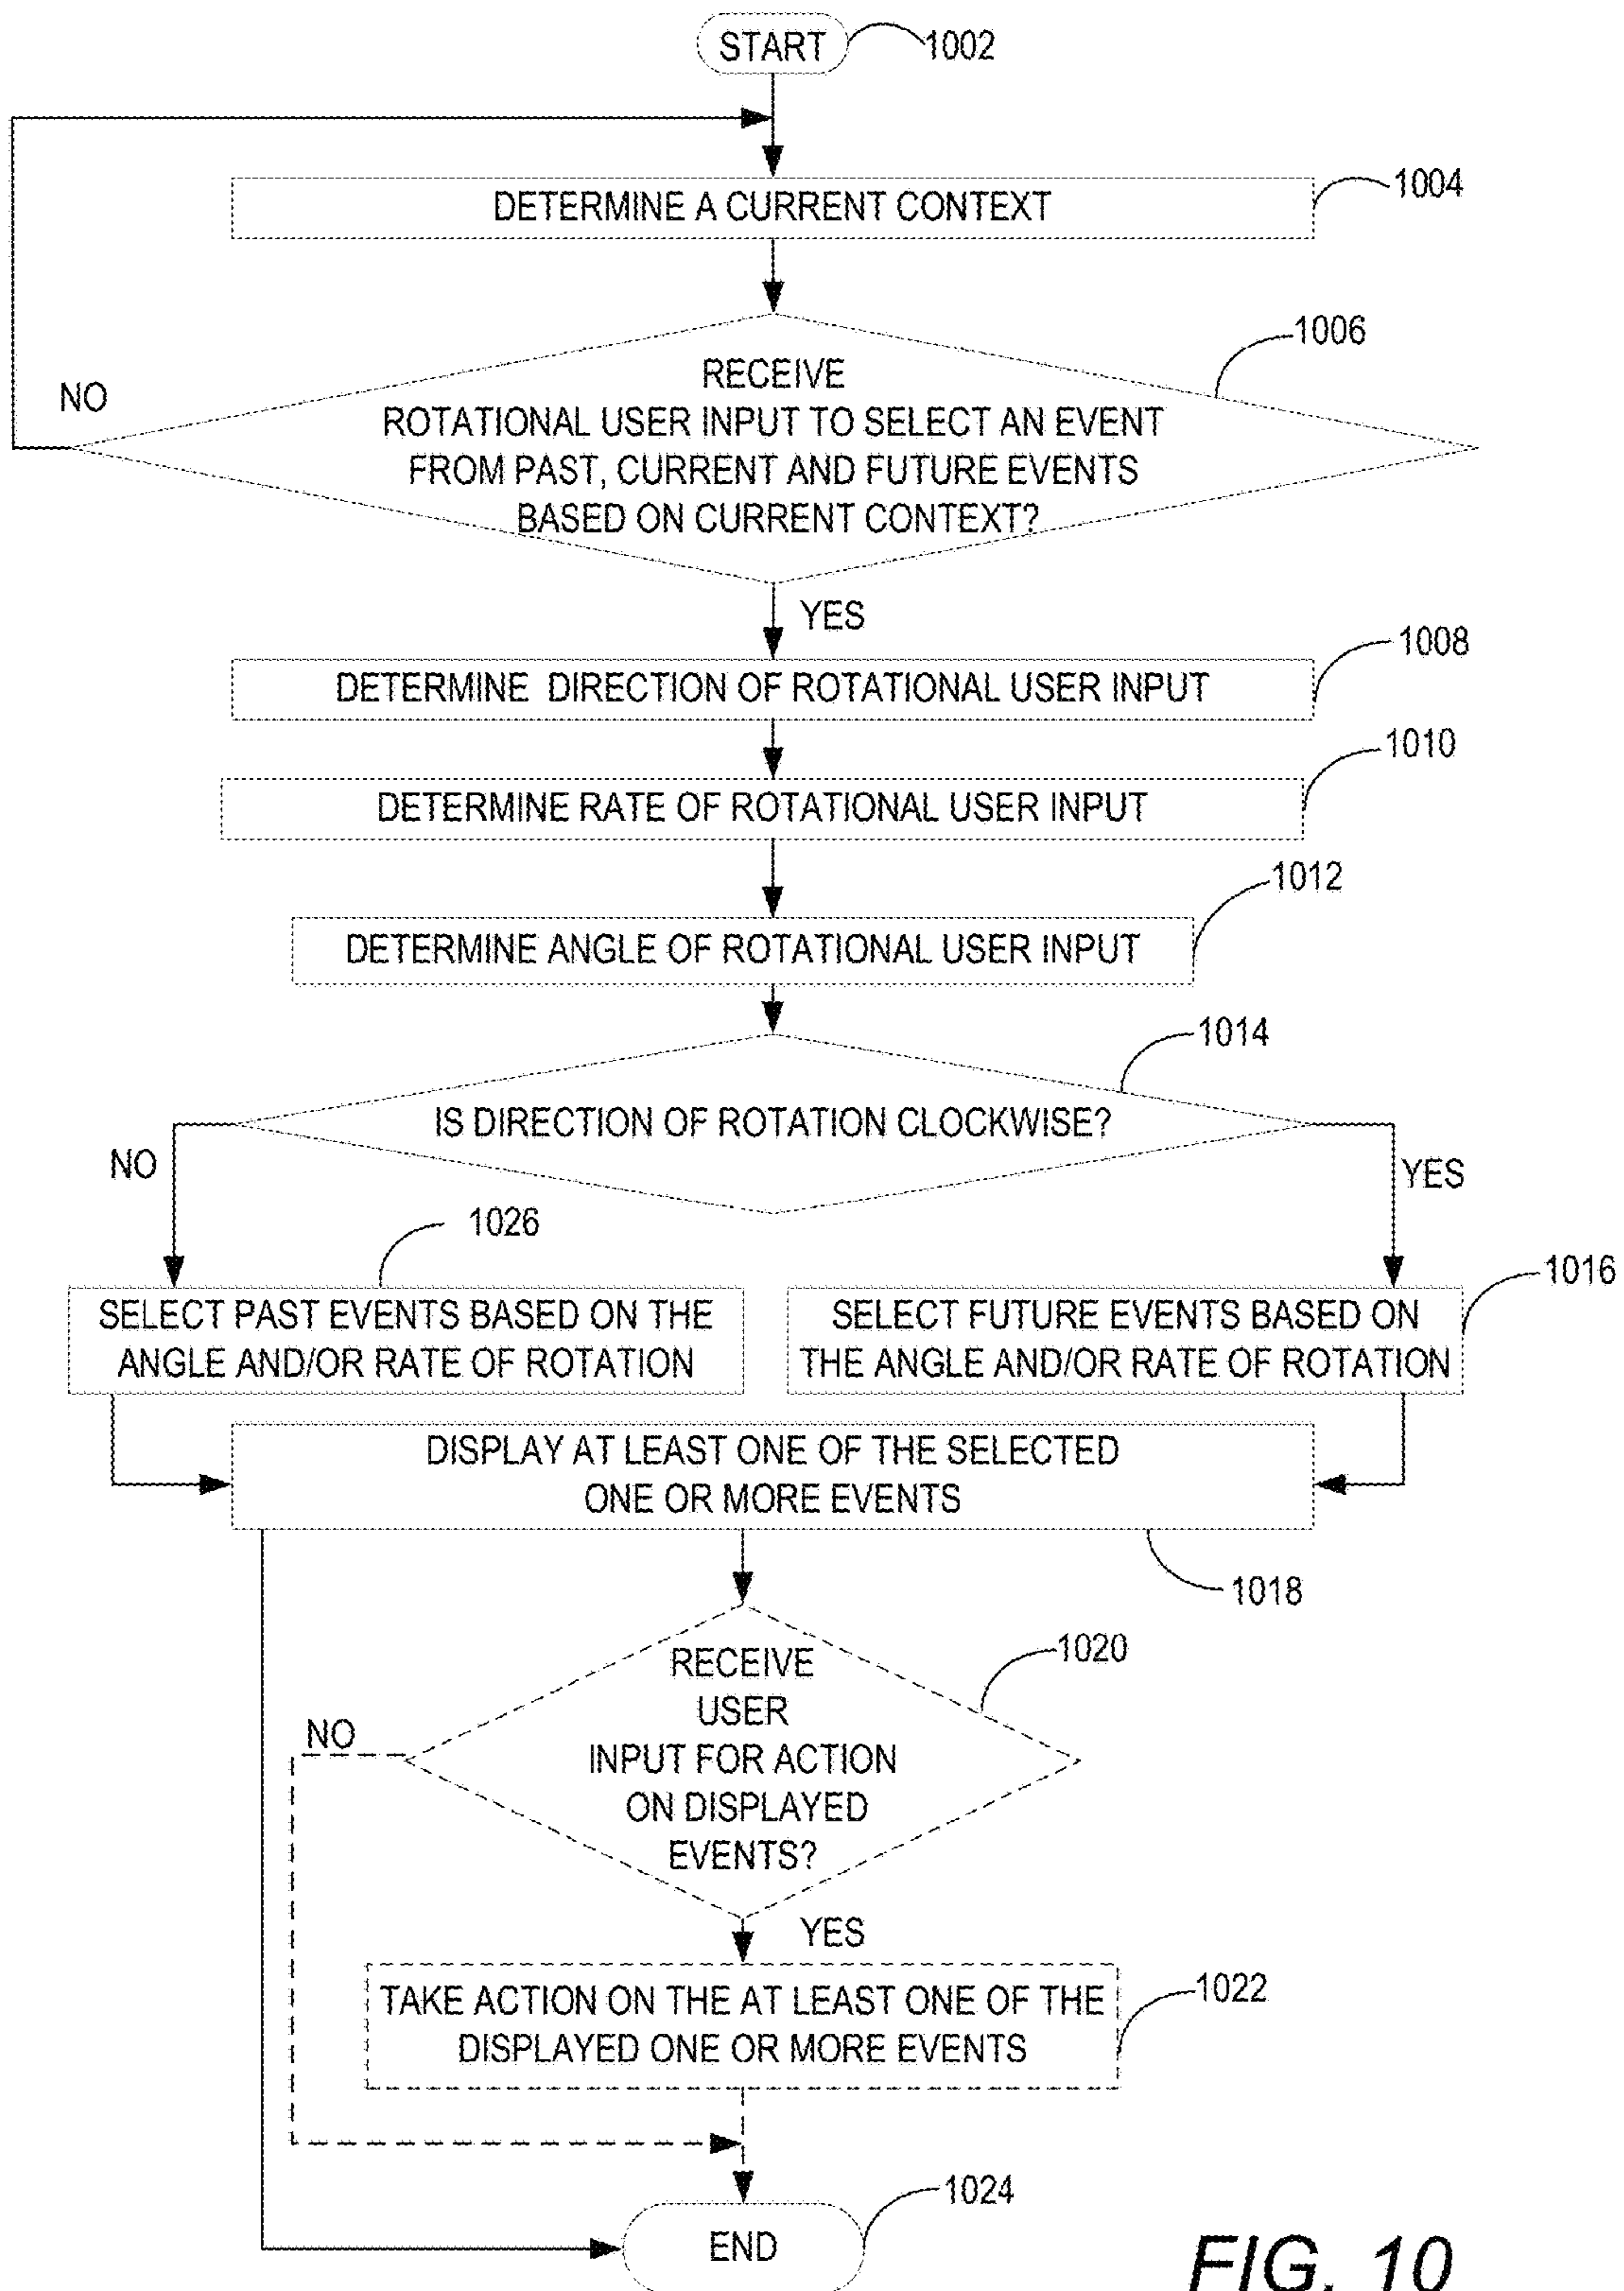 START
1002
DETERMINE A CURRENT CONTEXT
1004
1006
RECEIVE
ROTATIONAL USER INPUT TO SELECT AN EVENT
FROM PAST, CURRENT AND FUTURE EVENTS
BASED ON CURRENT CONTEXT?
NO
YES
1008
DETERMINE DIRECTION OF ROTATIONAL USER INPUT
1010
DETERMINE RATE OF ROTATIONAL USER INPUT
1012
DETERMINE ANGLE OF ROTATIONAL USER INPUT
1014
IS DIRECTION OF ROTATION CLOCKWISE?
NO
YES
1026
SELECT PAST EVENTS BASED ON THE
ANGLE AND/OR RATE OF ROTATION
1016
SELECT FUTURE EVENTS BASED ON
THE ANGLE AND/OR RATE OF ROTATION
DISPLAY AT LEAST ONE OF THE SELECTED
ONE OR MORE EVENTS
1018
1020
RECEIVE
USER
INPUT FOR ACTION
ON DISPLAYED
EVENTS?
NO
YES
TAKE ACTION ON THE AT LEAST ONE OF THE
DISPLAYED ONE OR MORE EVENTS
1022
1024
END
FIG. 10